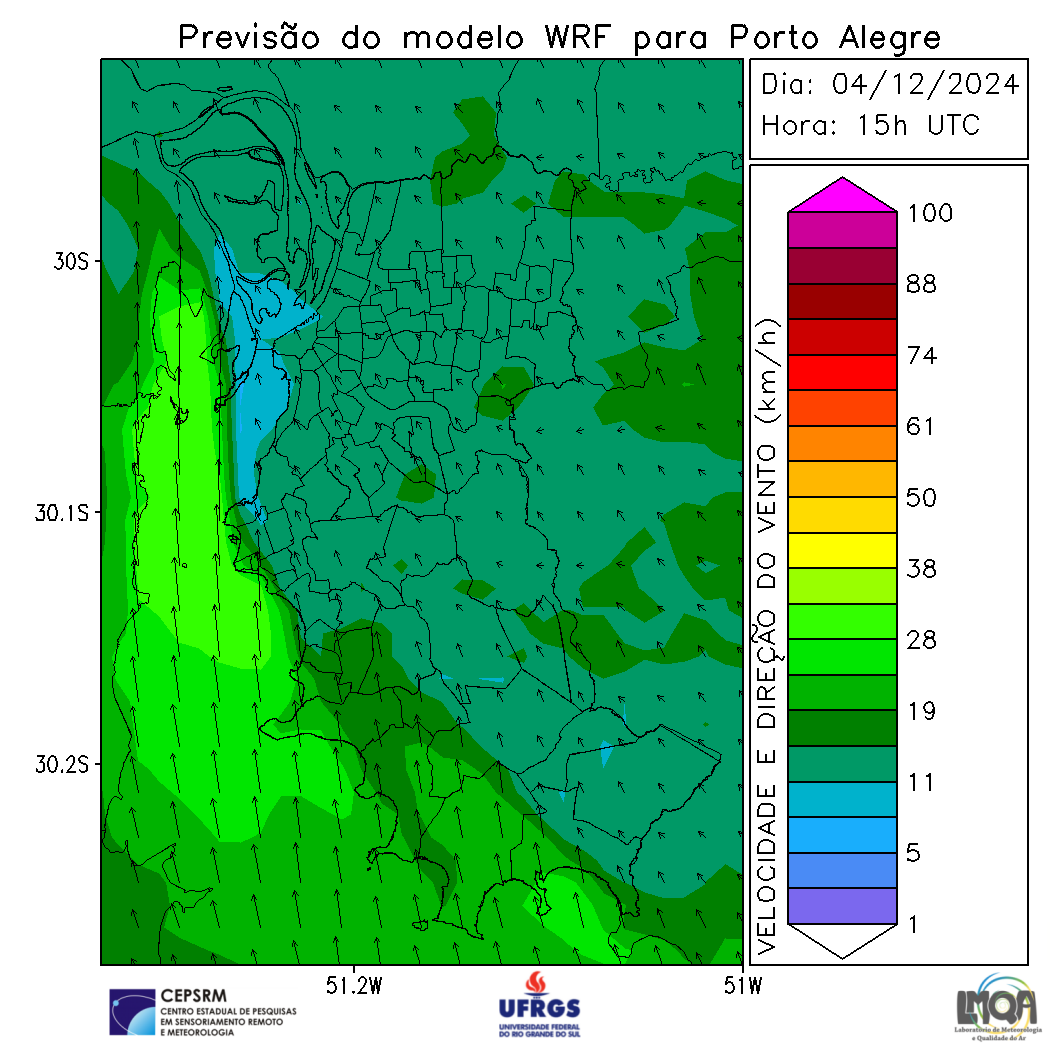 Previsão do modelo WRF para Porto Alegre
Dia: 04/12/2024
Hora: 15h UTC
30S
30.1S
30.2S
51.2W
51W
VELOCIDADE E DIREÇÃO DO VENTO (km/h)
100
88
74
61
50
38
28
19
11
5
1
CEPSRM
CENTRO ESTADUAL DE PESQUISAS
EM SENSORIAMENTO REMOTO
E METEOROLOGIA
UFRGS
UNIVERSIDADE FEDERAL
DO RIO GRANDE DO SUL
LMQA
Laboratório de Meteorologia
e Qualidade do Ar